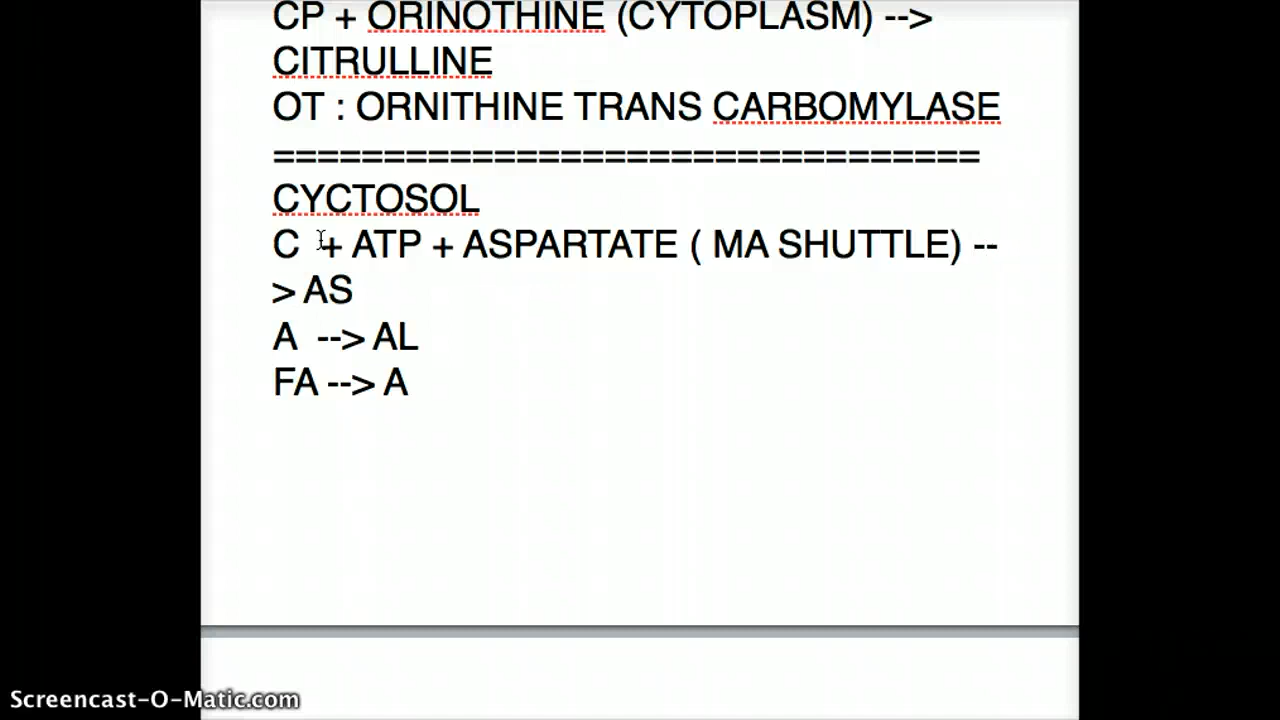 CP + ORINOTHINE (CYTOPLASM) -->
CITRULLINE
OT : ORNITHINE TRANS CARBOMYLASE
================================
CYCTOSOL
C + ATP + ASPARTATE ( MA SHUTTLE) --
> AS
A --> AL
FA --> A
Screencast-O-Matic.com